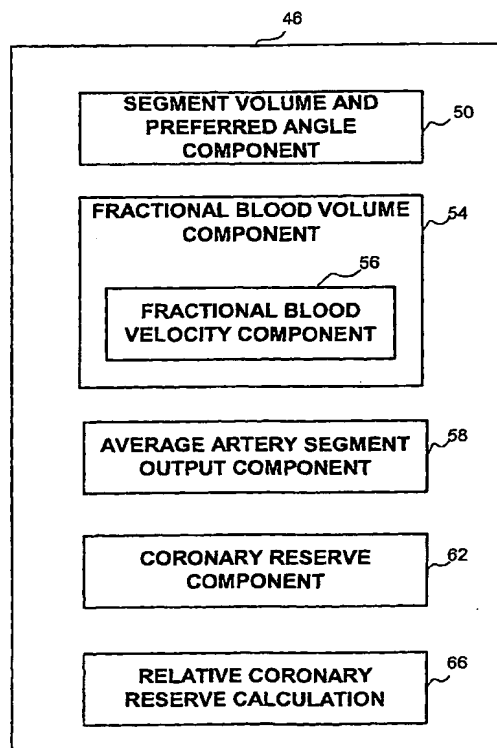 46
SEGMENT VOLUME AND
PREFERRED ANGLE
COMPONENT
50
FRACTIONAL BLOOD VOLUME
COMPONENT
54
56
FRACTIONAL BLOOD
VELOCITY COMPONENT
AVERAGE ARTERY SEGMENT
OUTPUT COMPONENT
58
CORONARY RESERVE
COMPONENT
62
RELATIVE CORONARY
RESERVE CALCULATION
66